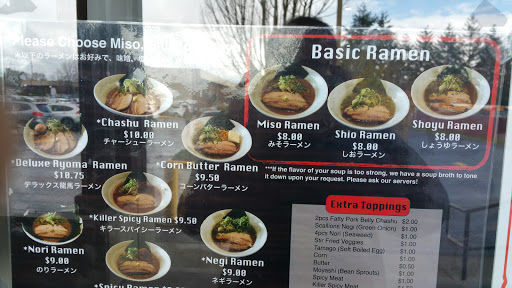 Please Choose Miso,
*Chashu Ramen
$10.00
チャーシューラーメン
*Deluxe Ryoma Ramen
$10.75
デラックス龍馬ラーメン
*Corn Butter Ramen
$9.50
コーンバターラーメン
*Killer Spicy Ramen $9.50
キラースパイシーラーメン
*Nori Ramen
$9.00
のりラーメン
*Negi Ramen
$9.00
ネギラーメン
*Spicy Ramen
Basic Ramen
Miso Ramen
$8.00
みそラーメン
Shio Ramen
$8.00
しおラーメン
Shoyu Ramen
$8.00
しょうゆラーメン
***If the flavor of your soup is too strong, we have a soup broth to tone
it down upon your request. Please ask our servers!
Extra Toppings
2pcs Fatty Pork Belly Chashu $2.00
Scallions Negi (Green Onion) $1.00
4pcs Nori (Seaweed) $1.00
Stir Fried Veggies $1.00
Tamago (Soft Boiled Egg) $1.00
Corn $1.00
Butter $0.50
Moyashi (Bean Sprouts) $1.00
Spicy Meat $1.00
Killer Spicy Meat